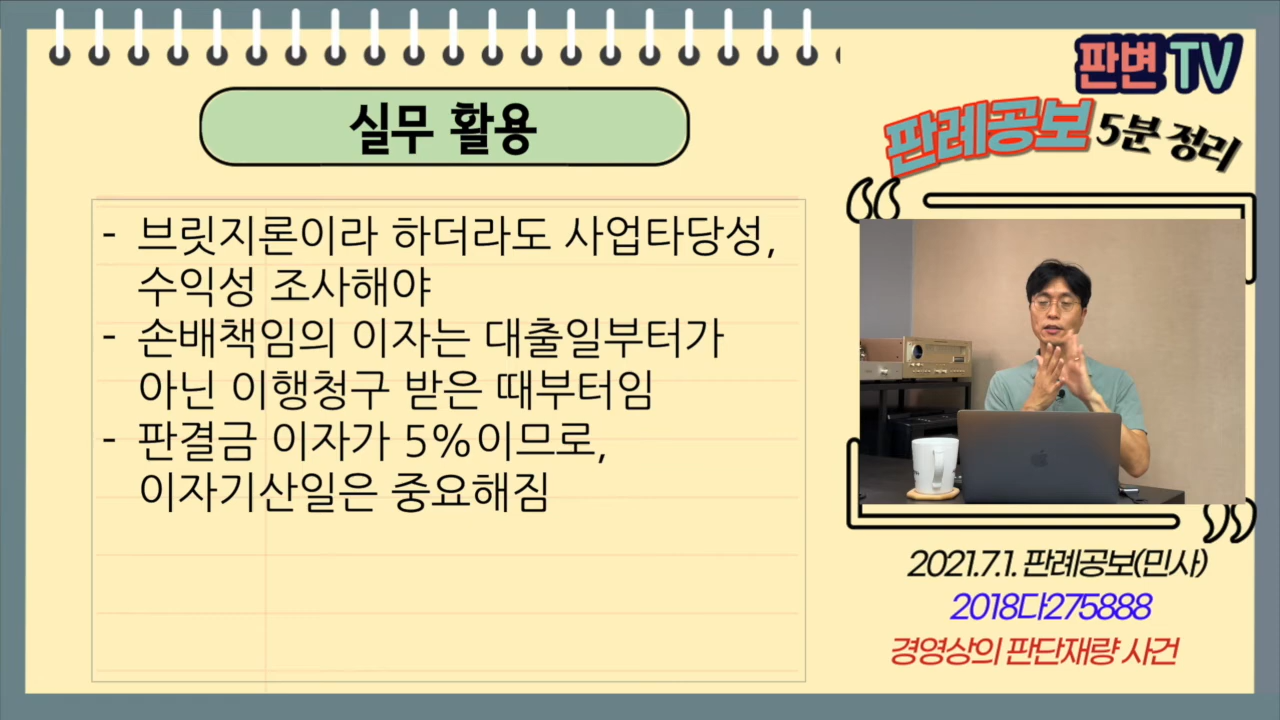 판변 TV
판례공보 5분 정리
실무 활용
- 브릿지론이라 하더라도 사업타당성,
수익성 조사해야
- 손배책임의 이자는 대출일부터가
아닌 이행청구 받은 때부터임
- 판결금 이자가 5%이므로,
이자기산일은 중요해짐
2021.7.1. 판례공보(민사)
2018다275888
경영상의 판단재량 사건